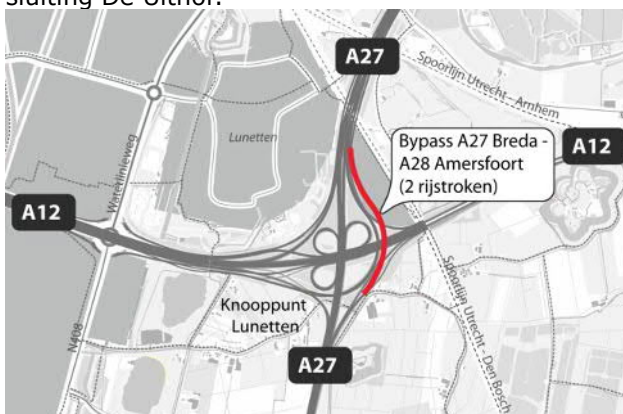 sluiting De Uithof.
A27
Spoorlijn Utrecht - Arnhem
Lunetten
Bypass A27 Breda -
A28 Amersfoort
(2 rijstroken)
A12
Waterlinieweg
A12
Knooppunt
Lunetten
Spoorlijn Utrecht - Den Bosch
N408
A27